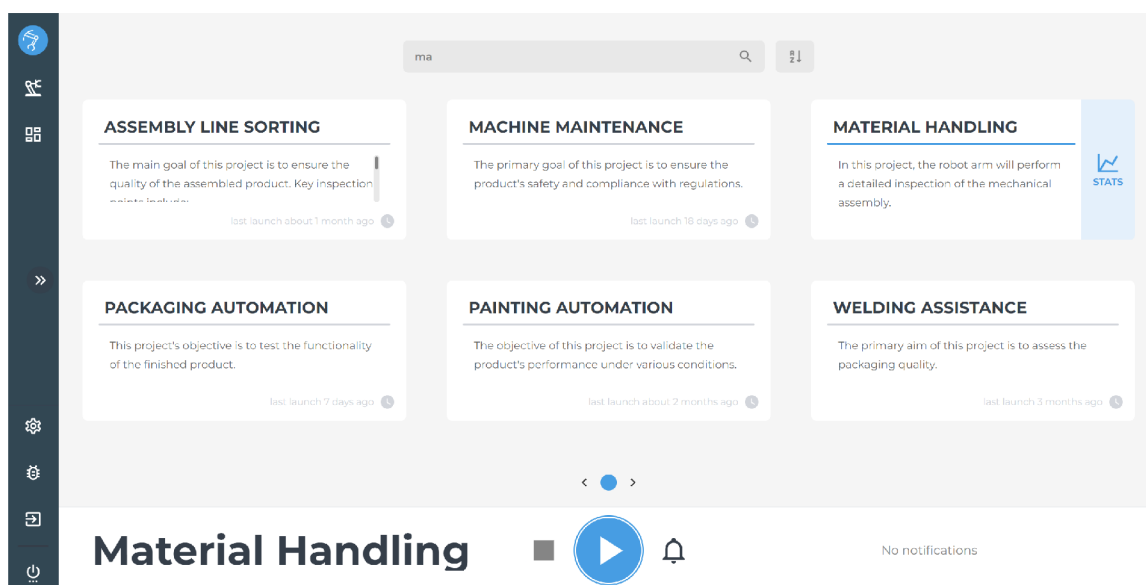 ma
ASSEMBLY LINE SORTING
The main goal of this project is to ensure the
quality of the assembled product. Key inspection
points include:
last launch about 1 month ago
MACHINE MAINTENANCE
The primary goal of this project is to ensure the
product's safety and compliance with regulations.
last launch 18 days ago
MATERIAL HANDLING
In this project, the robot arm will perform
a detailed inspection of the mechanical
assembly.
STATS
PACKAGING AUTOMATION
This project's objective is to test the functionality
of the finished product.
last launch 7 days ago
PAINTING AUTOMATION
The objective of this project is to validate the
product's performance under various conditions.
last launch about 2 months ago
WELDING ASSISTANCE
The primary aim of this project is to assess the
packaging quality.
last launch 3 months ago
Material Handling
No notifications